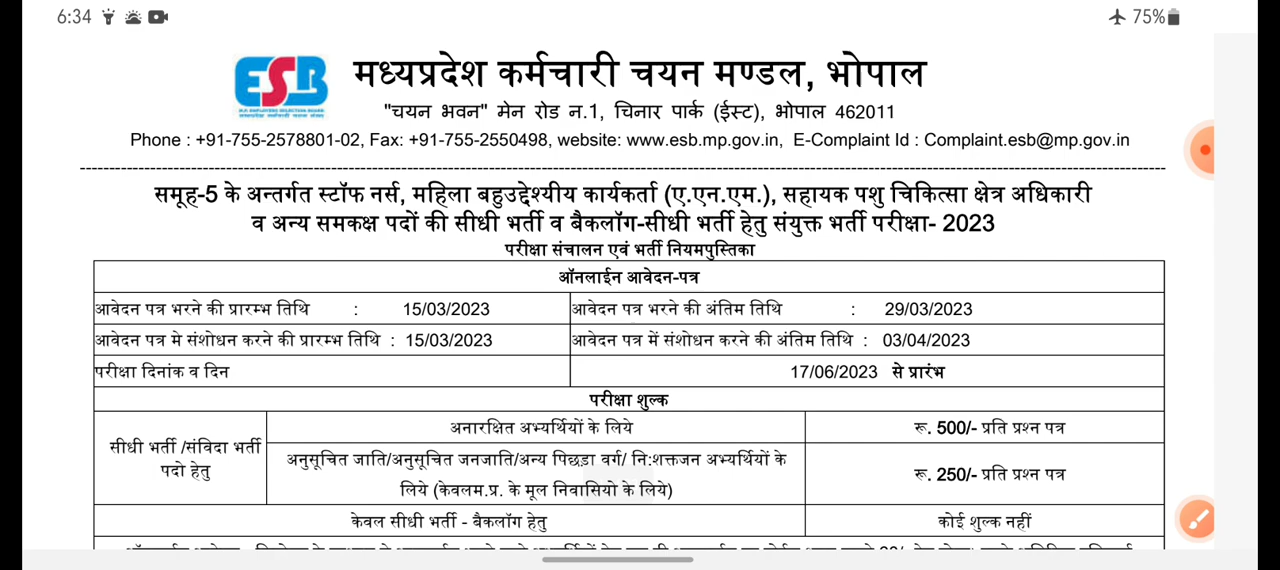 6:34
75%
ESB
मध्यप्रदेश कर्मचारी चयन मण्डल, भोपाल
"चयन भवन" मेन रोड न.1, चिनार पार्क (ईस्ट), भोपाल 462011
Phone : +91-755-2578801-02, Fax: +91-755-2550498, website: www.esb.mp.gov.in, E-Complaint Id : Complaint.esb@mp.gov.in
समूह-5 के अन्तर्गत स्टॉफ नर्स, महिला बहुउद्देश्यीय कार्यकर्ता (ए.एन.एम.), सहायक पशु चिकित्सा क्षेत्र अधिकारी
व अन्य समकक्ष पदों की सीधी भर्ती व बैकलॉग-सीधी भर्ती हेतु संयुक्त भर्ती परीक्षा- 2023
परीक्षा संचालन एवं भर्ती नियमपुस्तिका
ऑनलाईन आवेदन-पत्र
आवेदन पत्र भरने की प्रारम्भ तिथि : 15/03/2023 आवेदन पत्र भरने की अंतिम तिथि : 29/03/2023
आवेदन पत्र मे संशोधन करने की प्रारम्भ तिथि : 15/03/2023 आवेदन पत्र में संशोधन करने की अंतिम तिथि : 03/04/2023
परीक्षा दिनांक व दिन 17/06/2023 से प्रारंभ
परीक्षा शुल्क
सीधी भर्ती /संविदा भर्ती
पदो हेतु
अनारक्षित अभ्यर्थियों के लिये रू. 500/- प्रति प्रश्न पत्र
अनुसूचित जाति/अनुसूचित जनजाति/अन्य पिछड़ा वर्ग/ नि:शक्तजन अभ्यर्थियों के
लिये (केवलम.प्र. के मूल निवासियो के लिये)
रू. 250/- प्रति प्रश्न पत्र
केवल सीधी भर्ती - बैकलॉग हेतु कोई शुल्क नहीं